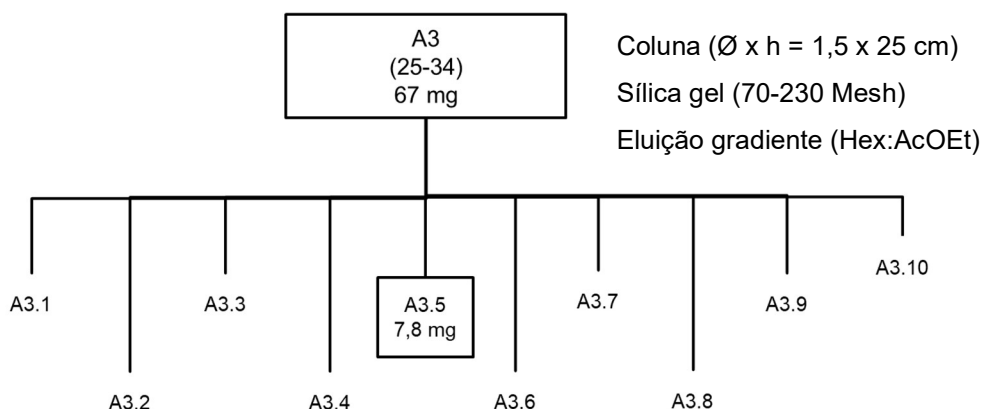 A3
(25-34)
67 mg
Coluna (Ø x h = 1,5 x 25 cm)
Sílica gel (70-230 Mesh)
Eluição gradiente (Hex:AcOEt)
A3.1
A3.2
A3.3
A3.4
A3.5
7,8 mg
A3.6
A3.7
A3.8
A3.9
A3.10